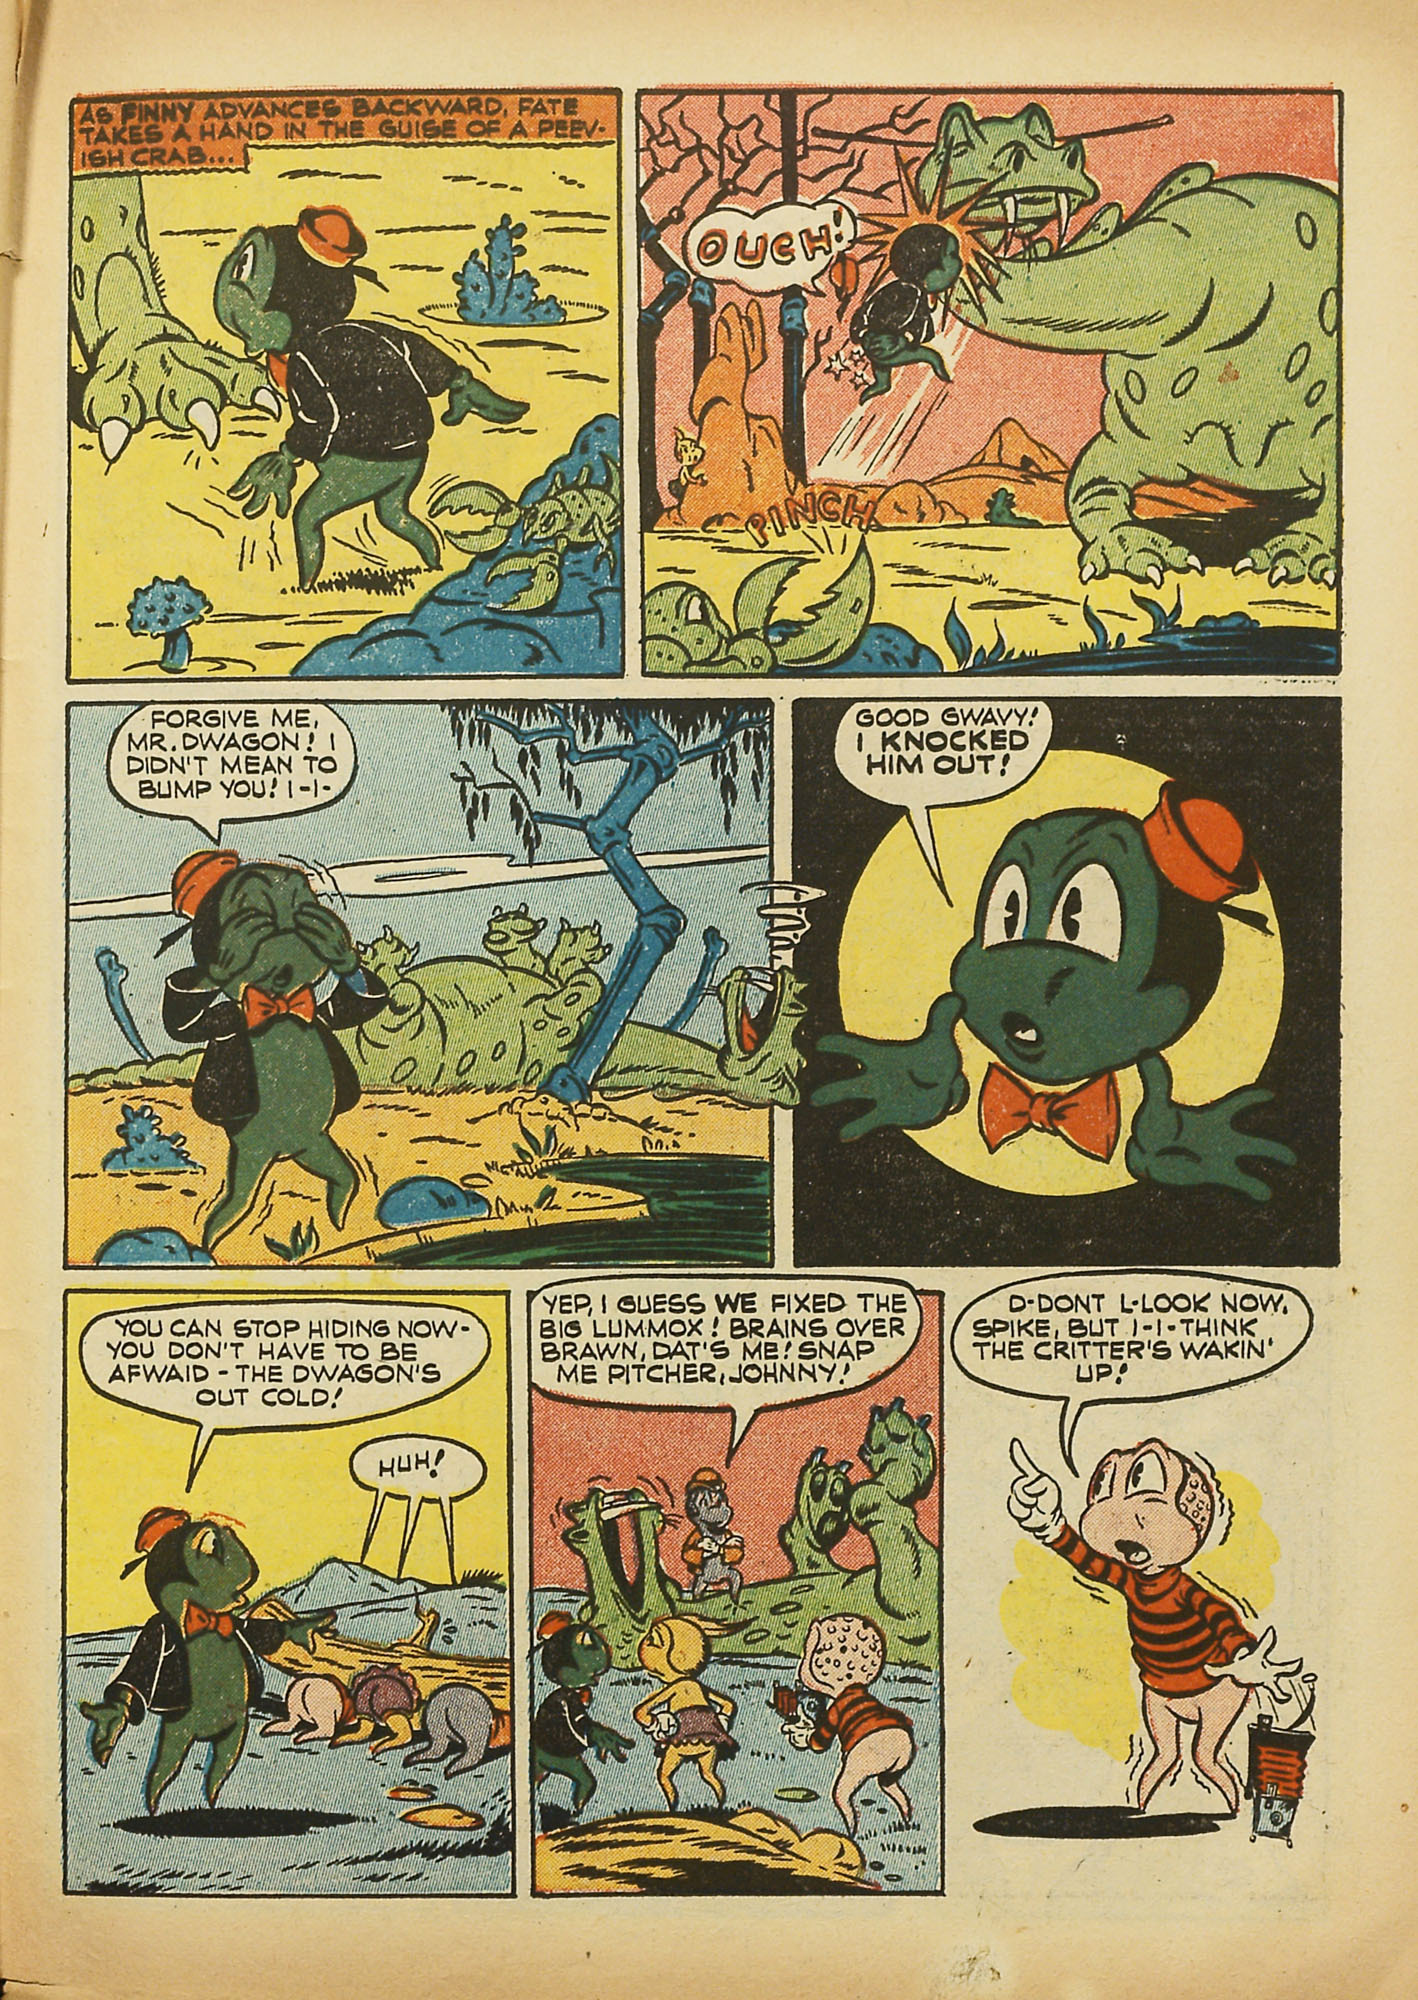 AS FINNY ADVANCES BACKWARD, FATE
TAKES A HAND IN THE GUISE OF A PEEV-
ISH CRAB...
OUCH!
PINCH
FORGIVE ME,
MR. DWAGON! I
DIDN'T MEAN TO
BUMP YOU! I-I-
GOOD GWAVY!
I KNOCKED
HIM OUT!
YOU CAN STOP HIDING NOW-
YOU DON'T HAVE TO BE
AFWAID - THE DWAGON'S
OUT COLD!
HUH!
YEP, I GUESS WE FIXED THE
BIG LUMMOX! BRAINS OVER
BRAWN, DAT'S ME! SNAP
ME PITCHER, JOHNNY!
D-DONT L-LOOK NOW,
SPIKE, BUT I-I-THINK
THE CRITTER'S WAKIN'
UP!